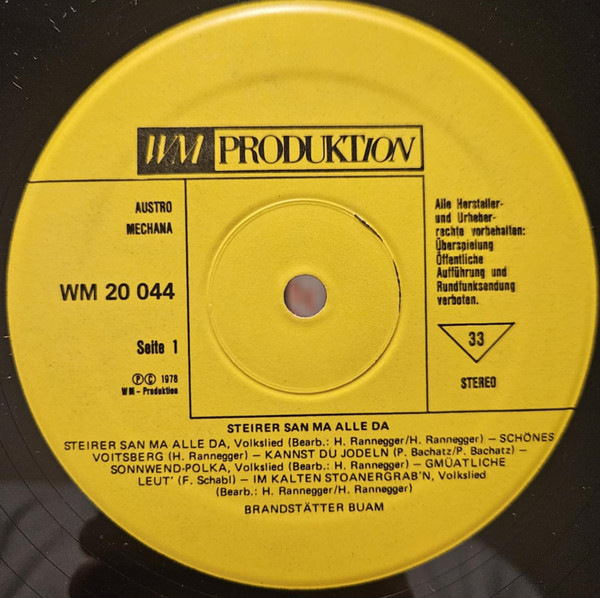 WM PRODUKTION
AUSTRO
MECHANA
WM 20 044
Seite 1
ⓅⒸ 1978
WM - Produktion
Alle Hersteller-
und Urheber-
rechte vorbehalten:
Überspielung
Öffentliche
Aufführung und
Rundfunksendung
verboten.
33
STEREO
STEIRER SAN MA ALLE DA
STEIRER SAN MA ALLE DA, Volkslied (Bearb.: H. Rannegger/H. Rannegger) – SCHÖNES
VOITSBERG (H. Rannegger) – KANNST DU JODELN (P. Bachatz/P. Bachatz) –
SONNWEND-POLKA, Volkslied (Bearb.: H. Rannegger) – GMÜATLICHE
LEUT' (F. Schabl) – IM KALTEN STOANERGRAB'N, Volkslied
(Bearb.: H. Rannegger/H. Rannegger)
BRANDSTÄTTER BUAM